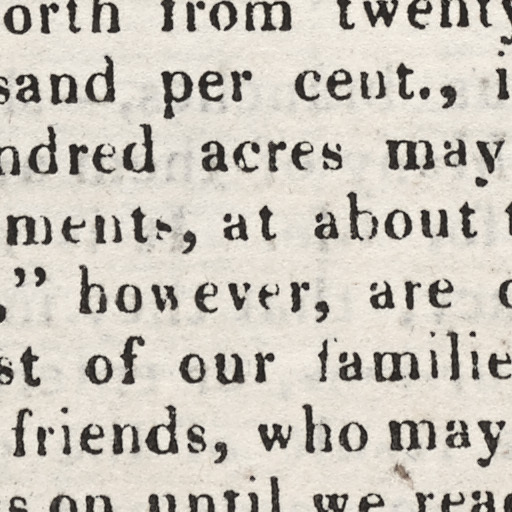 orth from twenty
sand per cent., i
ndred acres may
ments, at about t
,” however, are
st of our familie
friends, who may
s on until we rea